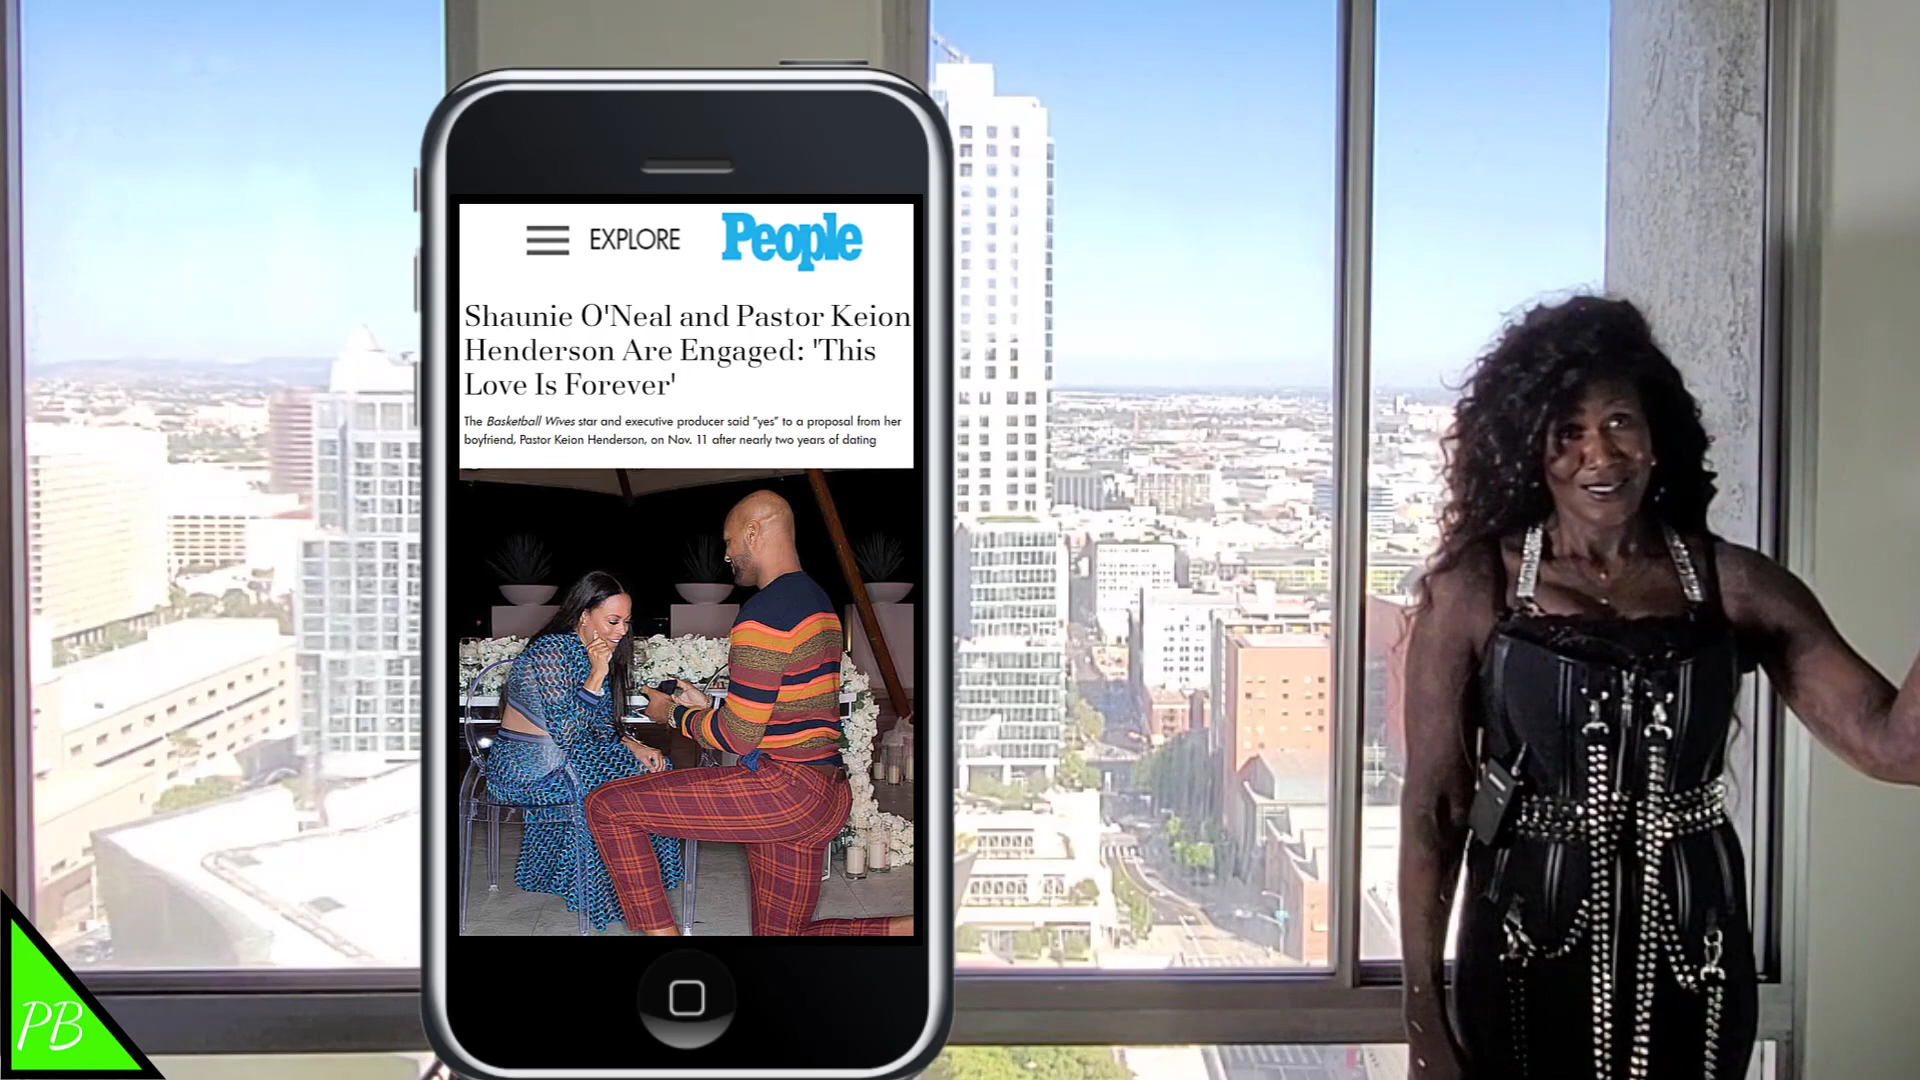 EXPLORE
People
Shaunie O'Neal and Pastor Keion
Henderson Are Engaged: 'This
Love Is Forever'
The Basketball Wives star and executive producer said "yes" to a proposal from her
boyfriend, Pastor Keion Henderson, on Nov. 11 after nearly two years of dating
PB